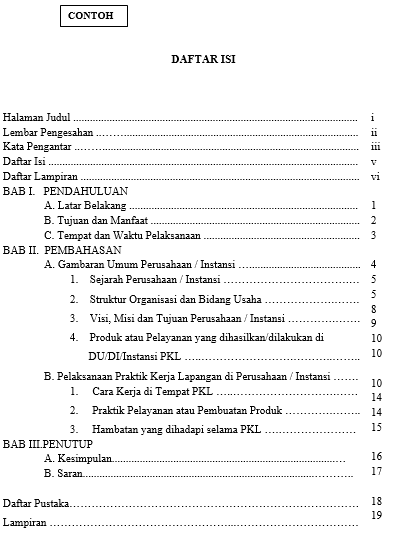 CONTOH
DAFTAR ISI
Halaman Judul ........................................................................................................ i
Lembar Pengesahan ................................................................................................ ii
Kata Pengantar ........................................................................................................ iii
Daftar Isi ................................................................................................................. v
Daftar Lampiran ...................................................................................................... vi
BAB I. PENDAHULUAN
A. Latar Belakang ................................................................................... 1
B. Tujuan dan Manfaat ............................................................................ 2
C. Tempat dan Waktu Pelaksanaan ......................................................... 3
BAB II. PEMBAHASAN
A. Gambaran Umum Perusahaan / Instansi ............................................ 4
1. Sejarah Perusahaan / Instansi …………………………… 5
5
2. Struktur Organisasi dan Bidang Usaha …………………….
8
3. Visi, Misi dan Tujuan Perusahaan / Instansi ……………….
9
4. Produk atau Pelayanan yang dihasilkan/dilakukan di 10
DU/DI/Instansi PKL ………………………………………. 10
B. Pelaksanaan Praktik Kerja Lapangan di Perusahaan / Instansi ……. 10
1. Cara Kerja di Tempat PKL ……………………………….
14
2. Praktik Pelayanan atau Pembuatan Produk …………………. 14
3. Hambatan yang dihadapi selama PKL ……………………… 15
BAB III.PENUTUP
A. Kesimpulan........................................................................… 16
B. Saran.................................................................................……….. 17
Daftar Pustaka…………………………………………………………………… 18
19
Lampiran …………………………………………………………………………